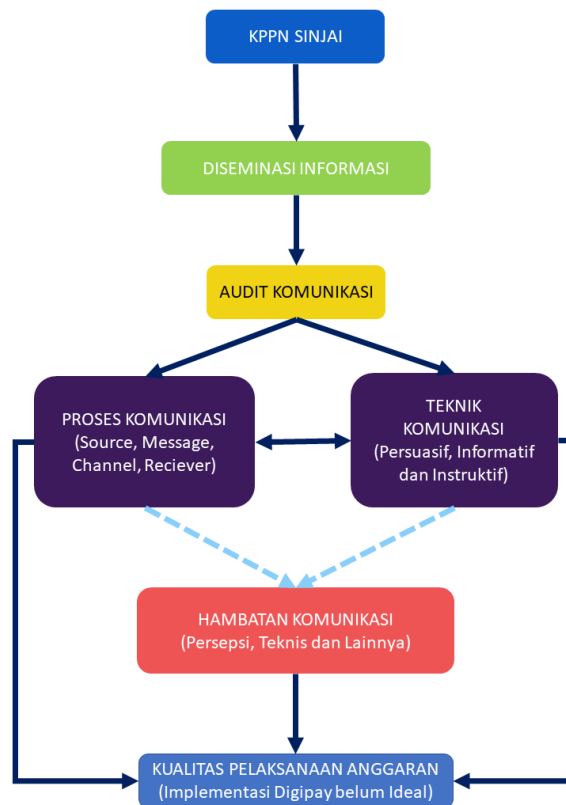 KPPN SINJAI
DISEMINASI INFORMASI
AUDIT KOMUNIKASI
PROSES KOMUNIKASI
(Source, Message,
Channel, Reciever)
TEKNIK
KOMUNIKASI
(Persuasif, Informatif
dan Instruktif)
HAMBATAN KOMUNIKASI
(Persepsi, Teknis dan Lainnya)
KUALITAS PELAKSANAAN ANGGARAN
(Implementasi Digipay belum Ideal)